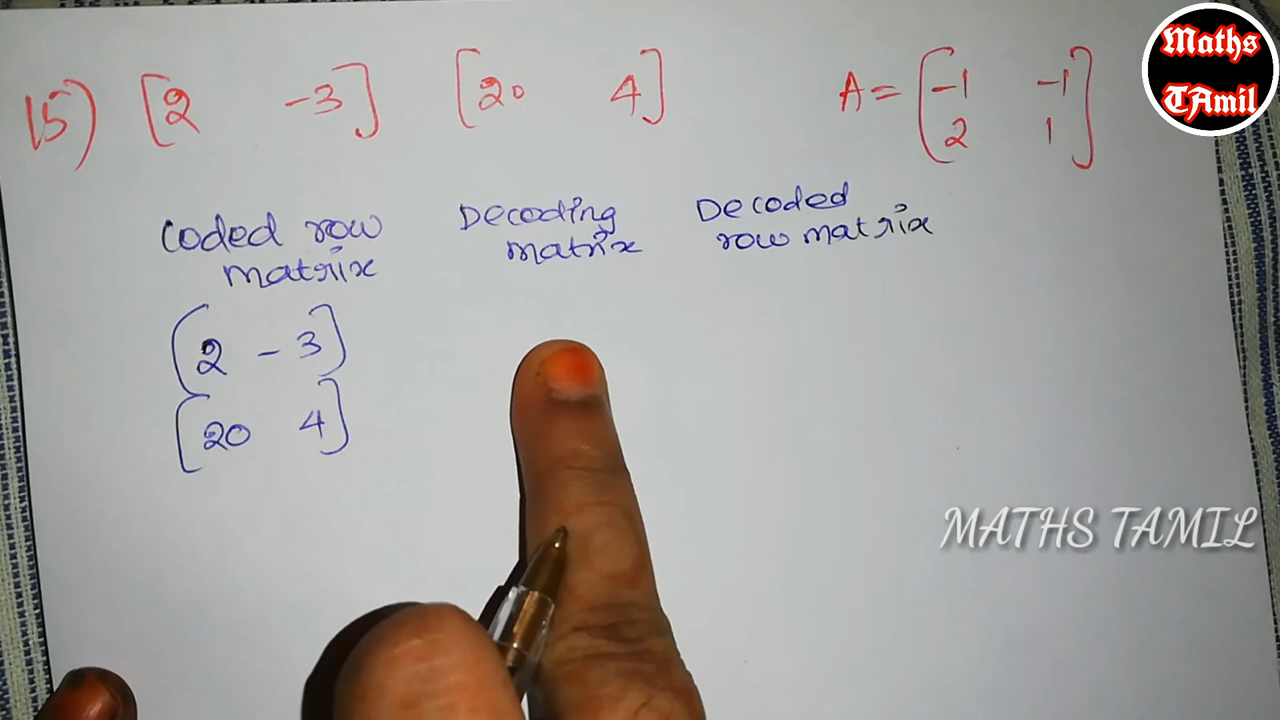 15) [2 -3] [20 4] A = [-1 -1
2 1]
Coded row matrix
Decoding matrix
Decoded row matrix
[2 -3]
[20 4]
Maths TAmil
MATHS TAMIL